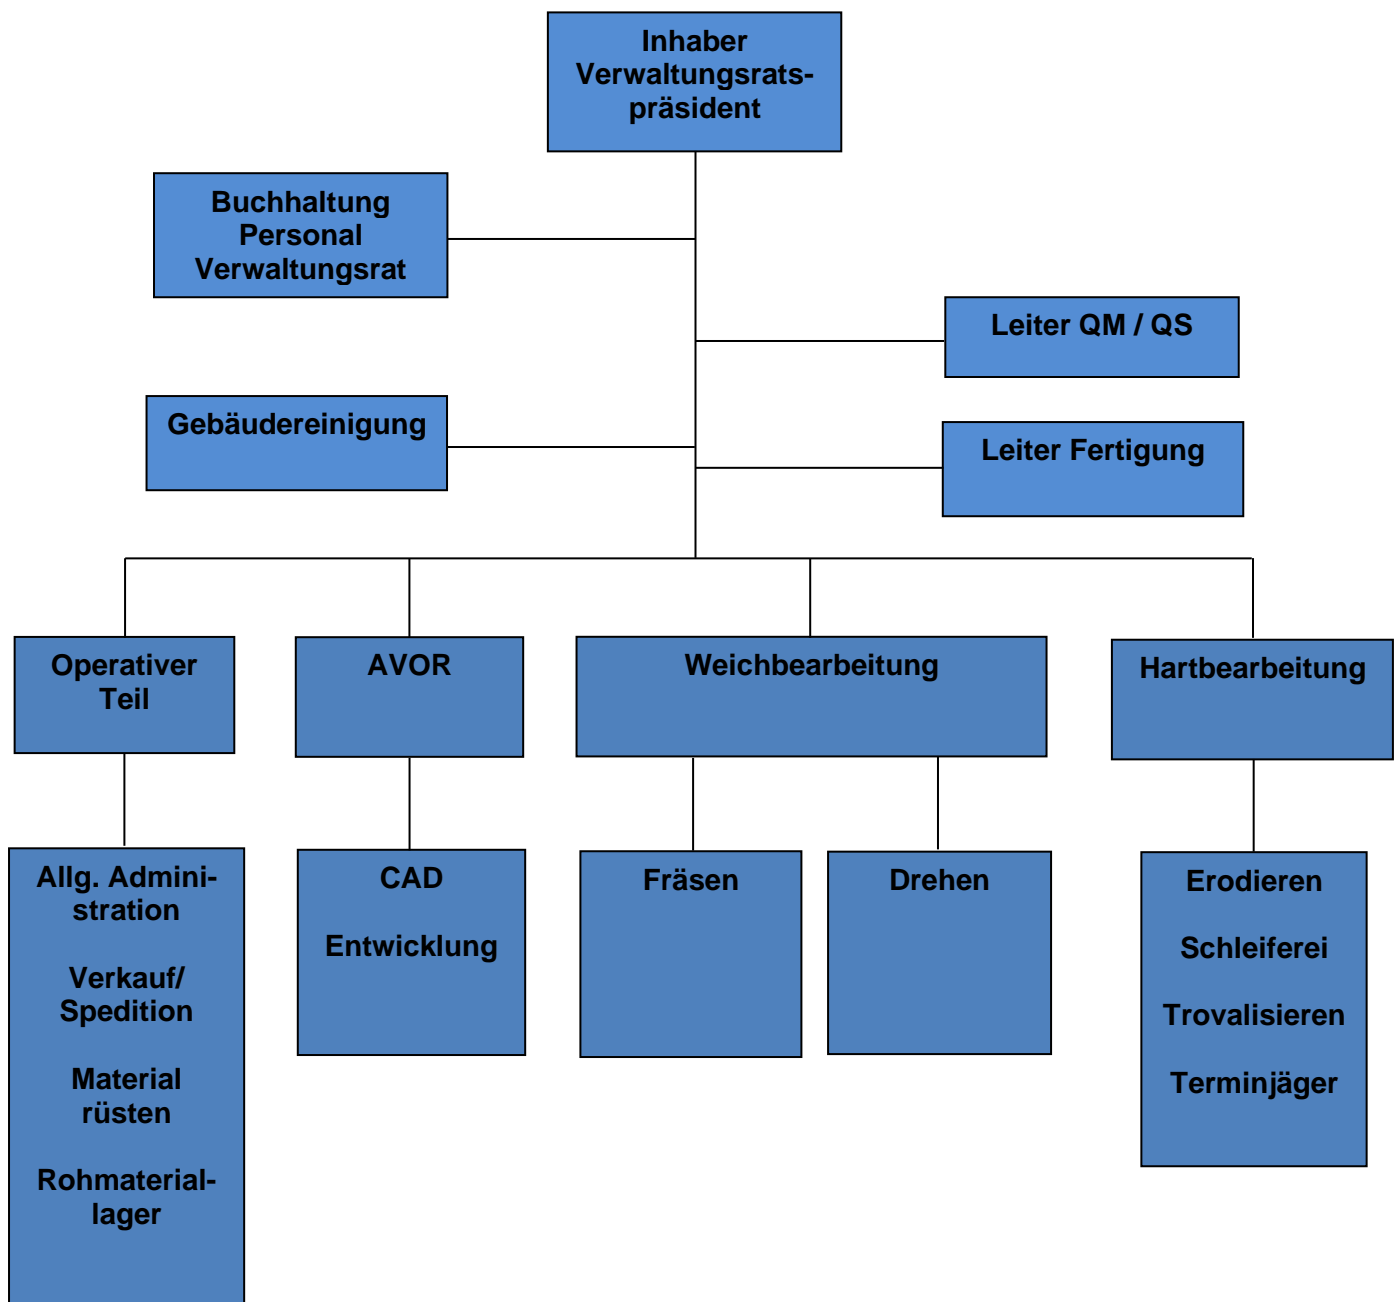 Inhaber
Verwaltungsrats-
präsident
Buchhaltung
Personal
Verwaltungsrat
Leiter QM / QS
Gebäudereinigung
Leiter Fertigung
Operativer
Teil
AVOR
Weichbearbeitung
Hartbearbeitung
Allg. Admini-
stration
Verkauf/
Spedition
Material
rüsten
Rohmaterial-
lager
CAD
Entwicklung
Fräsen
Drehen
Erodieren
Schleiferei
Trovalisieren
Terminjäger